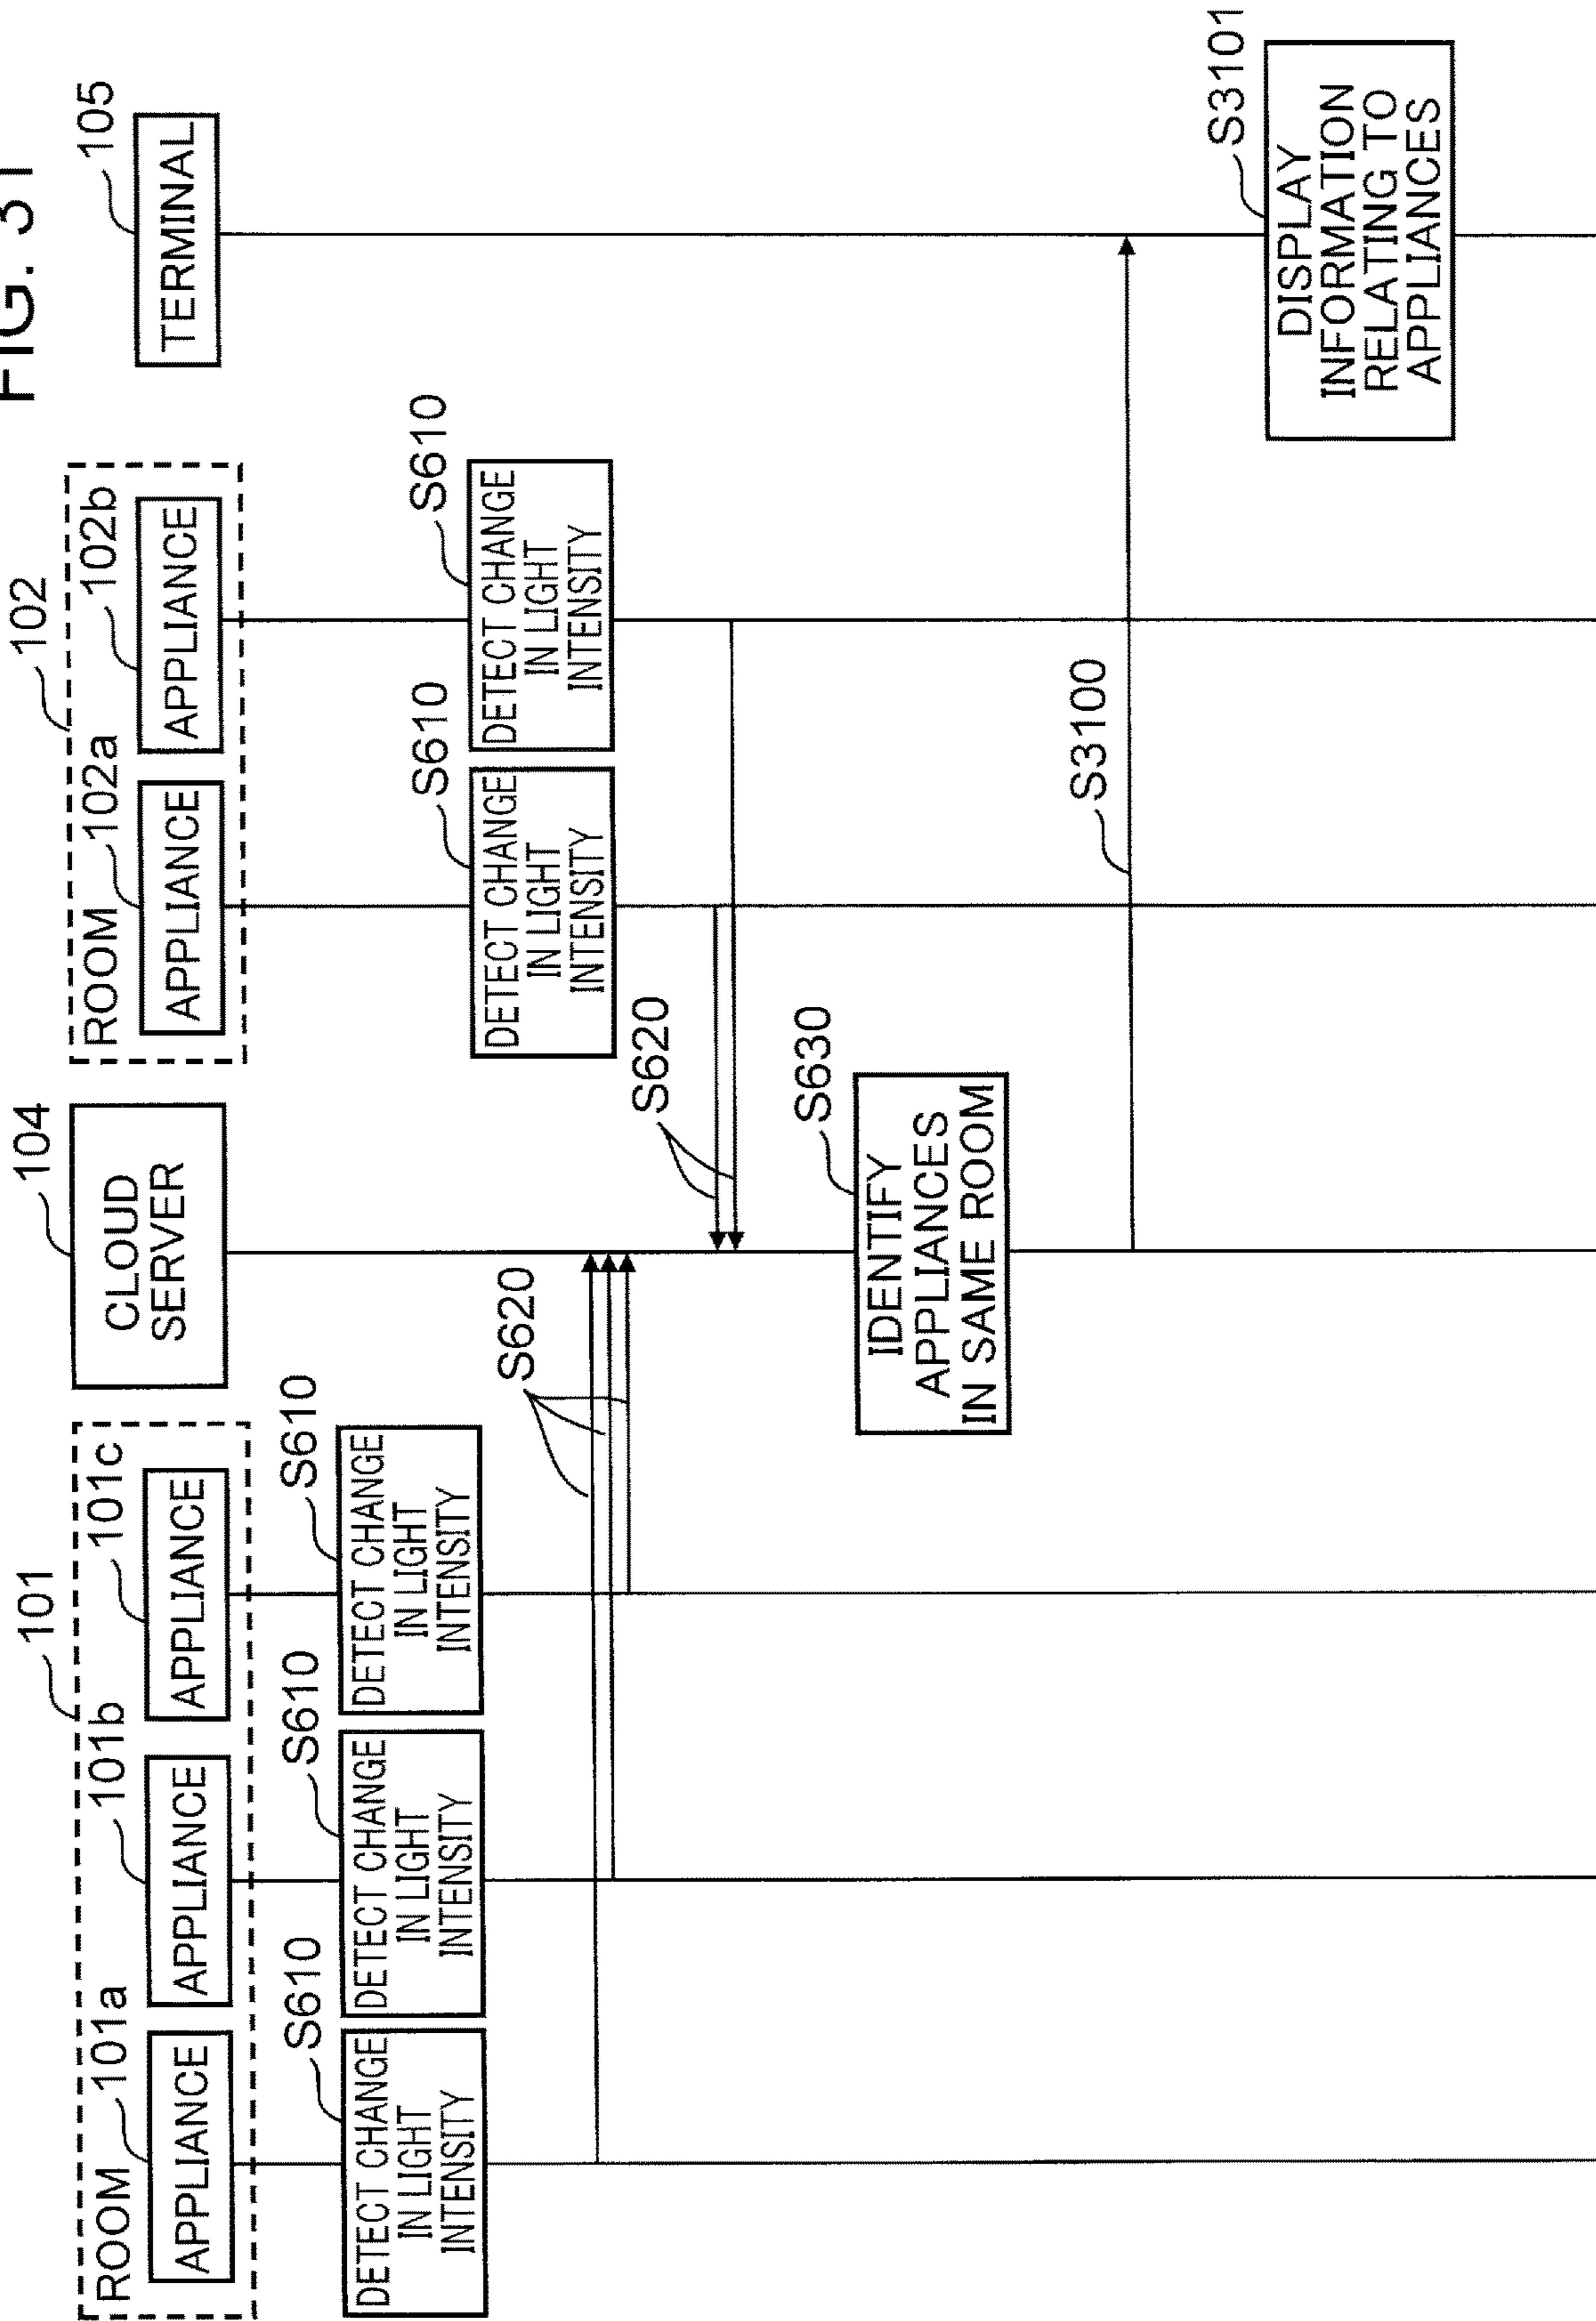 FIG. 31
101
104
102
105
ROOM
101a
101b
101c
ROOM
102a
102b
APPLIANCE
APPLIANCE
APPLIANCE
CLOUD
SERVER
APPLIANCE
APPLIANCE
TERMINAL
S610
S610
S610
DETECT CHANGE
IN LIGHT
INTENSITY
DETECT CHANGE
IN LIGHT
INTENSITY
DETECT CHANGE
IN LIGHT
INTENSITY
S610
S610
DETECT CHANGE
IN LIGHT
INTENSITY
DETECT CHANGE
IN LIGHT
INTENSITY
S620
S620
S630
IDENTIFY
APPLIANCES
IN SAME ROOM
S3100
S3101
DISPLAY
INFORMATION
RELATING TO
APPLIANCES